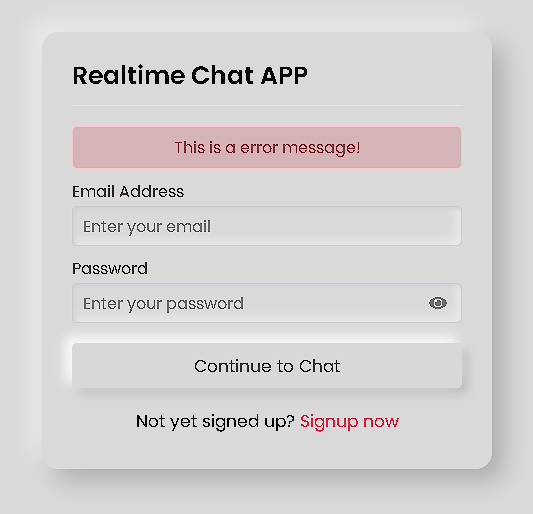 Realtime Chat APP
This is a error message!
Email Address
Enter your email
Password
Enter your password
Continue to Chat
Not yet signed up? Signup now